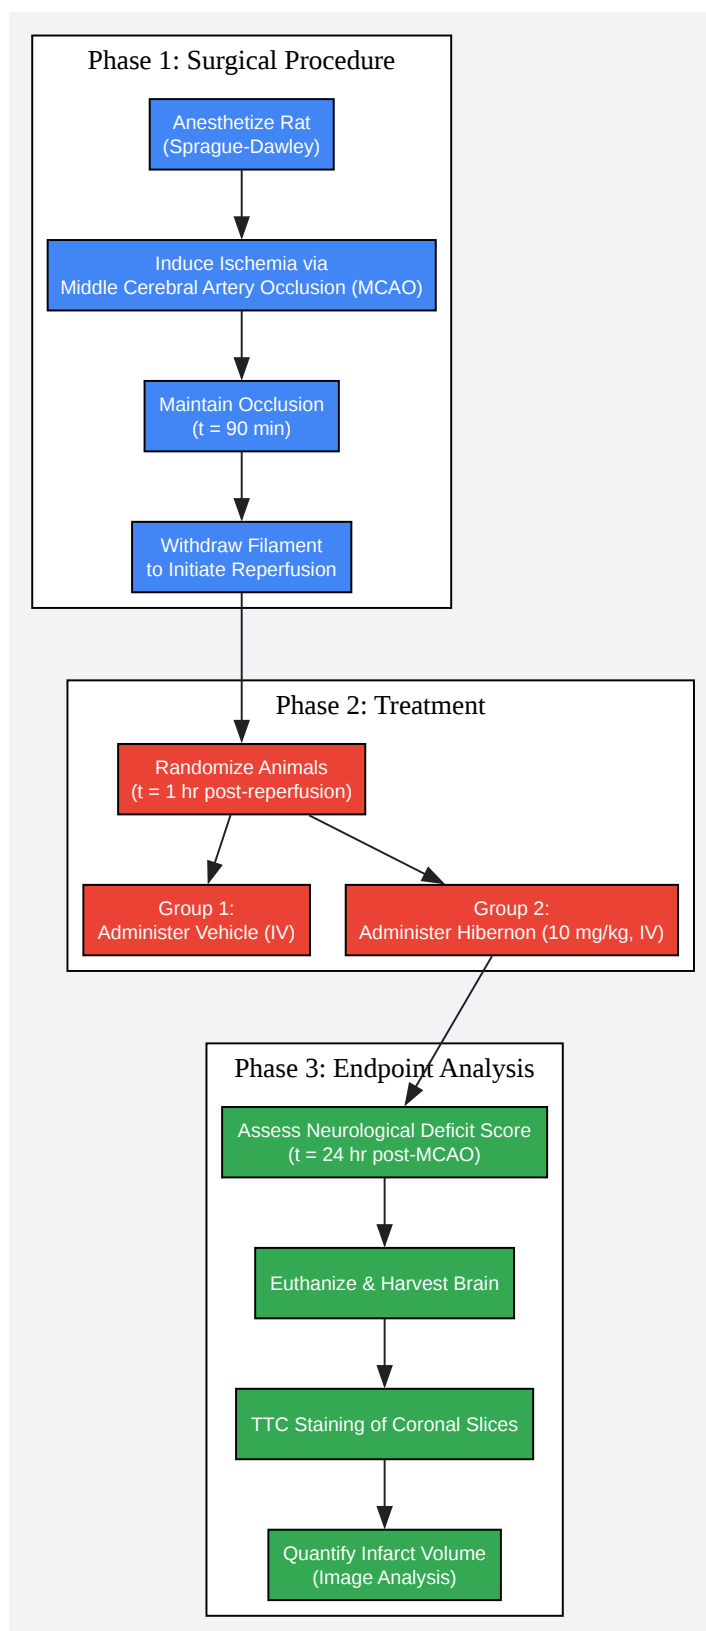 Phase 1: Surgical Procedure
Anesthetize Rat
(Sprague-Dawley)
Induce Ischemia via
Middle Cerebral Artery Occlusion (MCAO)
Maintain Occlusion
(t = 90 min)
Withdraw Filament
to Initiate Reperfusion
Phase 2: Treatment
Randomize Animals
(t = 1 hr post-reperfusion)
Group 1:
Administer Vehicle (IV)
Group 2:
Administer Hibernon (10 mg/kg, IV)
Phase 3: Endpoint Analysis
Assess Neurological Deficit Score
(t = 24 hr post-MCAO)
Euthanize & Harvest Brain
TTC Staining of Coronal Slices
Quantify Infarct Volume
(Image Analysis)